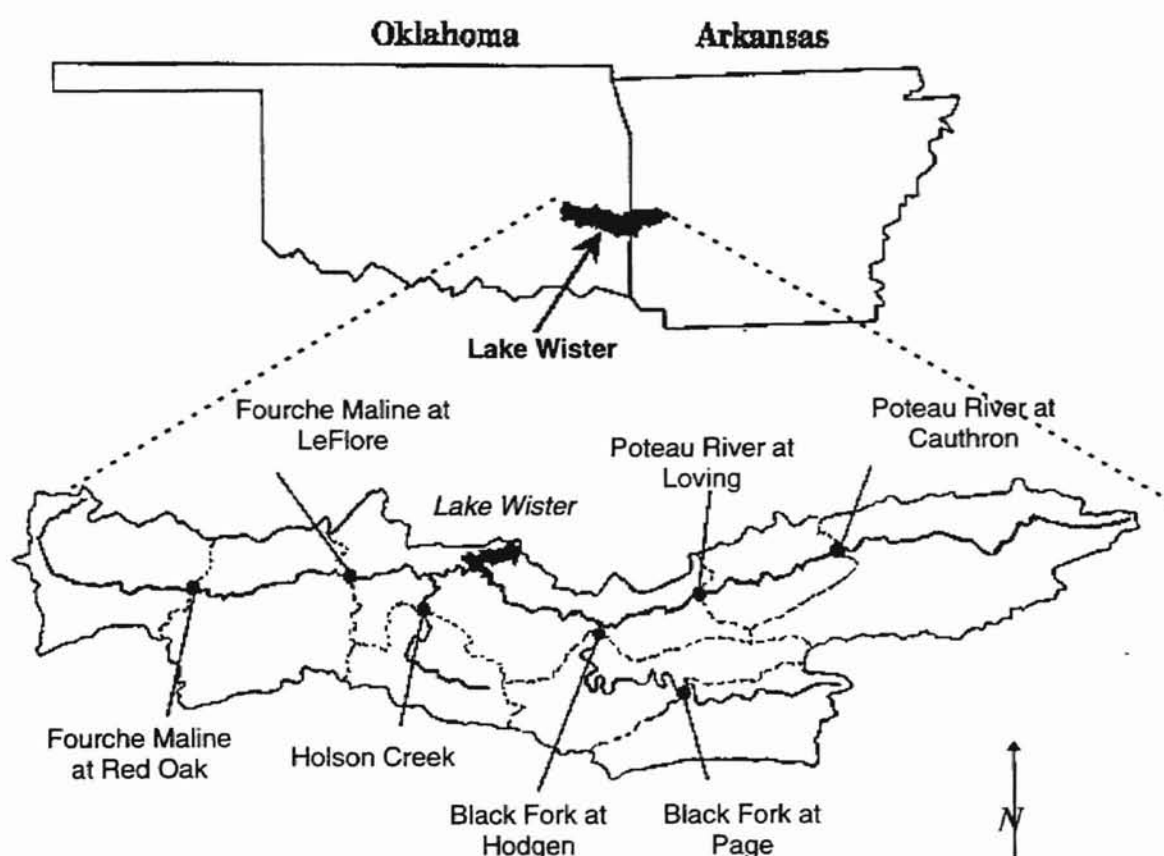 Oklahoma
Arkansas
Lake Wister
Fourche Maline at
LeFlore
Poteau River at
Cauthron
Poteau River at
Loving
Lake Wister
Fourche Maline
at Red Oak
Holson Creek
Black Fork at
Hodgen
Black Fork at
Page
N